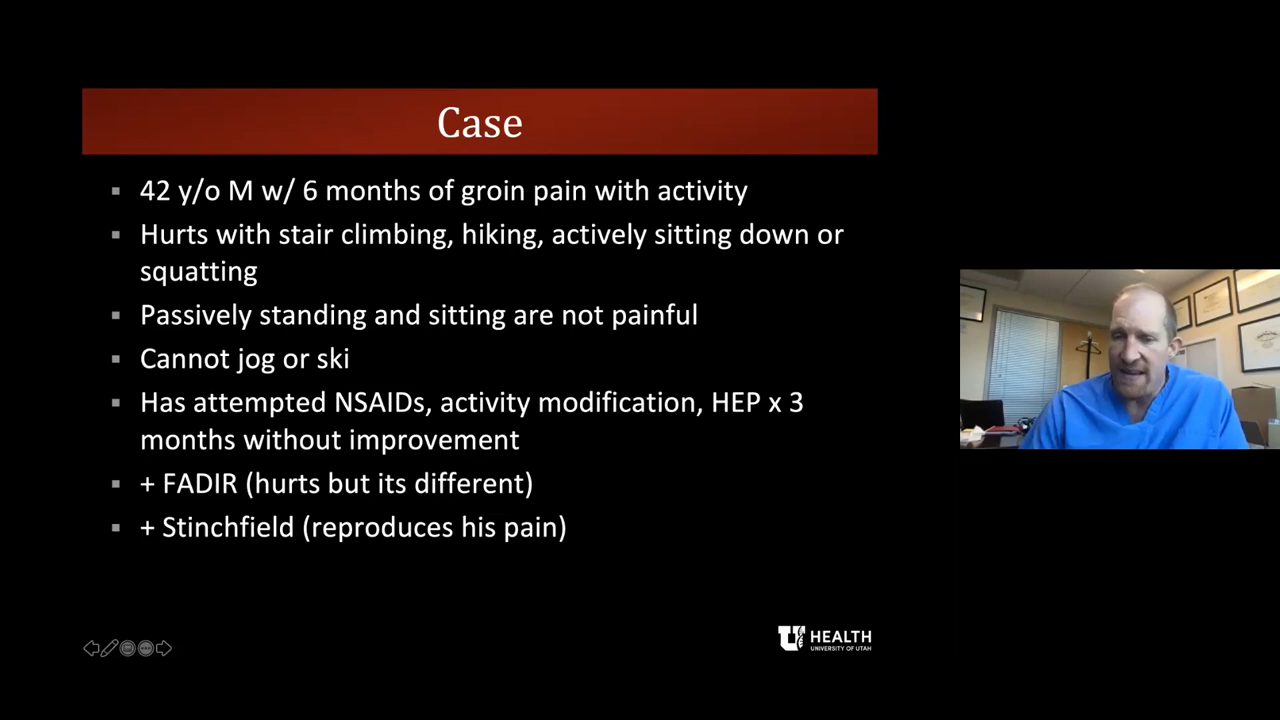 Case
▪ 42 y/o M w/ 6 months of groin pain with activity
▪ Hurts with stair climbing, hiking, actively sitting down or
squatting
▪ Passively standing and sitting are not painful
▪ Cannot jog or ski
▪ Has attempted NSAIDs, activity modification, HEP x 3
months without improvement
▪ + FADIR (hurts but its different)
▪ + Stinchfield (reproduces his pain)
U HEALTH
UNIVERSITY OF UTAH